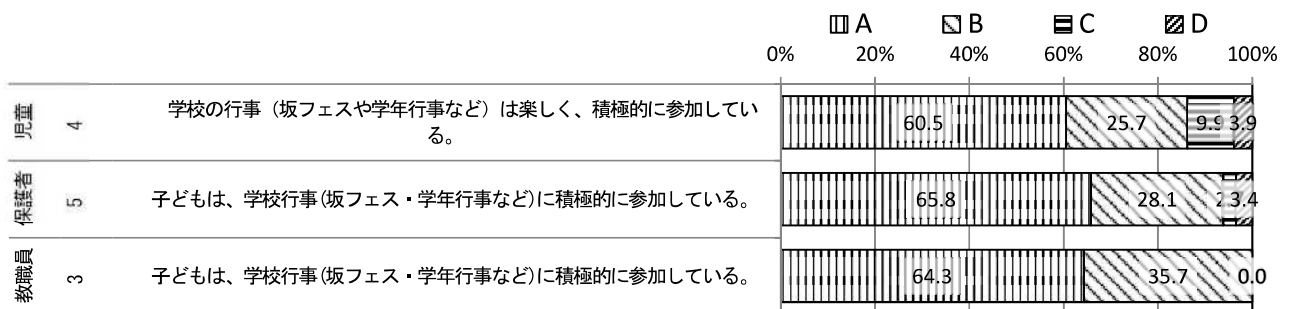 A B C D
0% 20% 40% 60% 80% 100%
児童 4 学校の行事（坂フェスや学年行事など）は楽しく、積極的に参加してい
る。
60.5 25.7 9.9 3.9
保護者 5 子どもは、学校行事(坂フェス・学年行事など)に積極的に参加している。
65.8 28.1 3.4
教職員 3 子どもは、学校行事(坂フェス・学年行事など)に積極的に参加している。
64.3 35.7 0.0